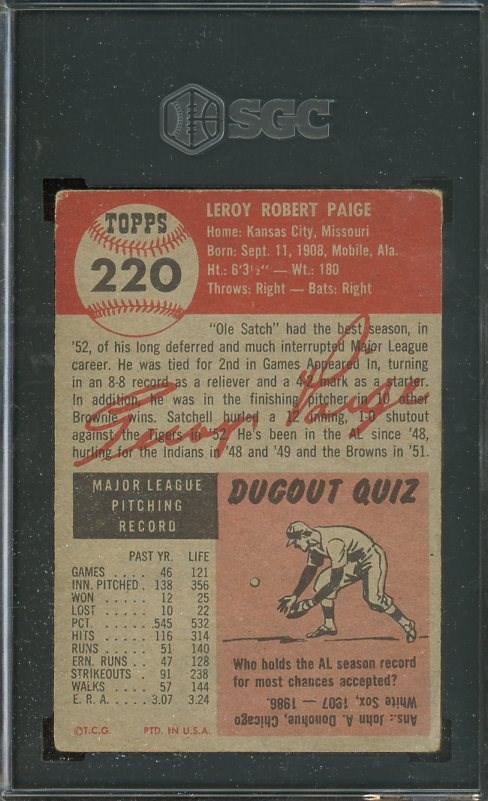 SGC
TOPPS
220
LEROY ROBERT PAIGE
Home: Kansas City, Missouri
Born: Sept. 11, 1908, Mobile, Ala.
Ht.: 6'3½" — Wt.: 180
Throws: Right — Bats: Right
"Ole Satch" had the best season, in
'52, of his long deferred and much interrupted Major League
career. He was tied for 2nd in Games Appeared In, turning
in an 8-8 record as a reliever and a 4-2 mark as a starter.
In addition, he was in the finishing pitcher in 10 other
Brownie wins. Satchell hurled a 12 inning, 1-0 shutout
against the Tigers in '52. He's been in the AL since '48,
hurling for the Indians in '48 and '49 and the Browns in '51.
MAJOR LEAGUE
PITCHING
RECORD
PAST YR. LIFE
GAMES .... 46 121
INN. PITCHED. 138 356
WON ..... 12 25
LOST ..... 10 22
PCT. ..... .545 .532
HITS ..... 116 314
RUNS .... 51 140
ERN. RUNS .. 47 128
STRIKEOUTS . 91 238
WALKS .... 57 144
E. R. A. .... 3.07 3.24
©T.C.G. PTD. IN U.S.A.
DUGOUT QUIZ
Who holds the AL season record
for most chances accepted?
Ans.: John A. Donohue, Chicago
White Sox, 1907 - 1986.